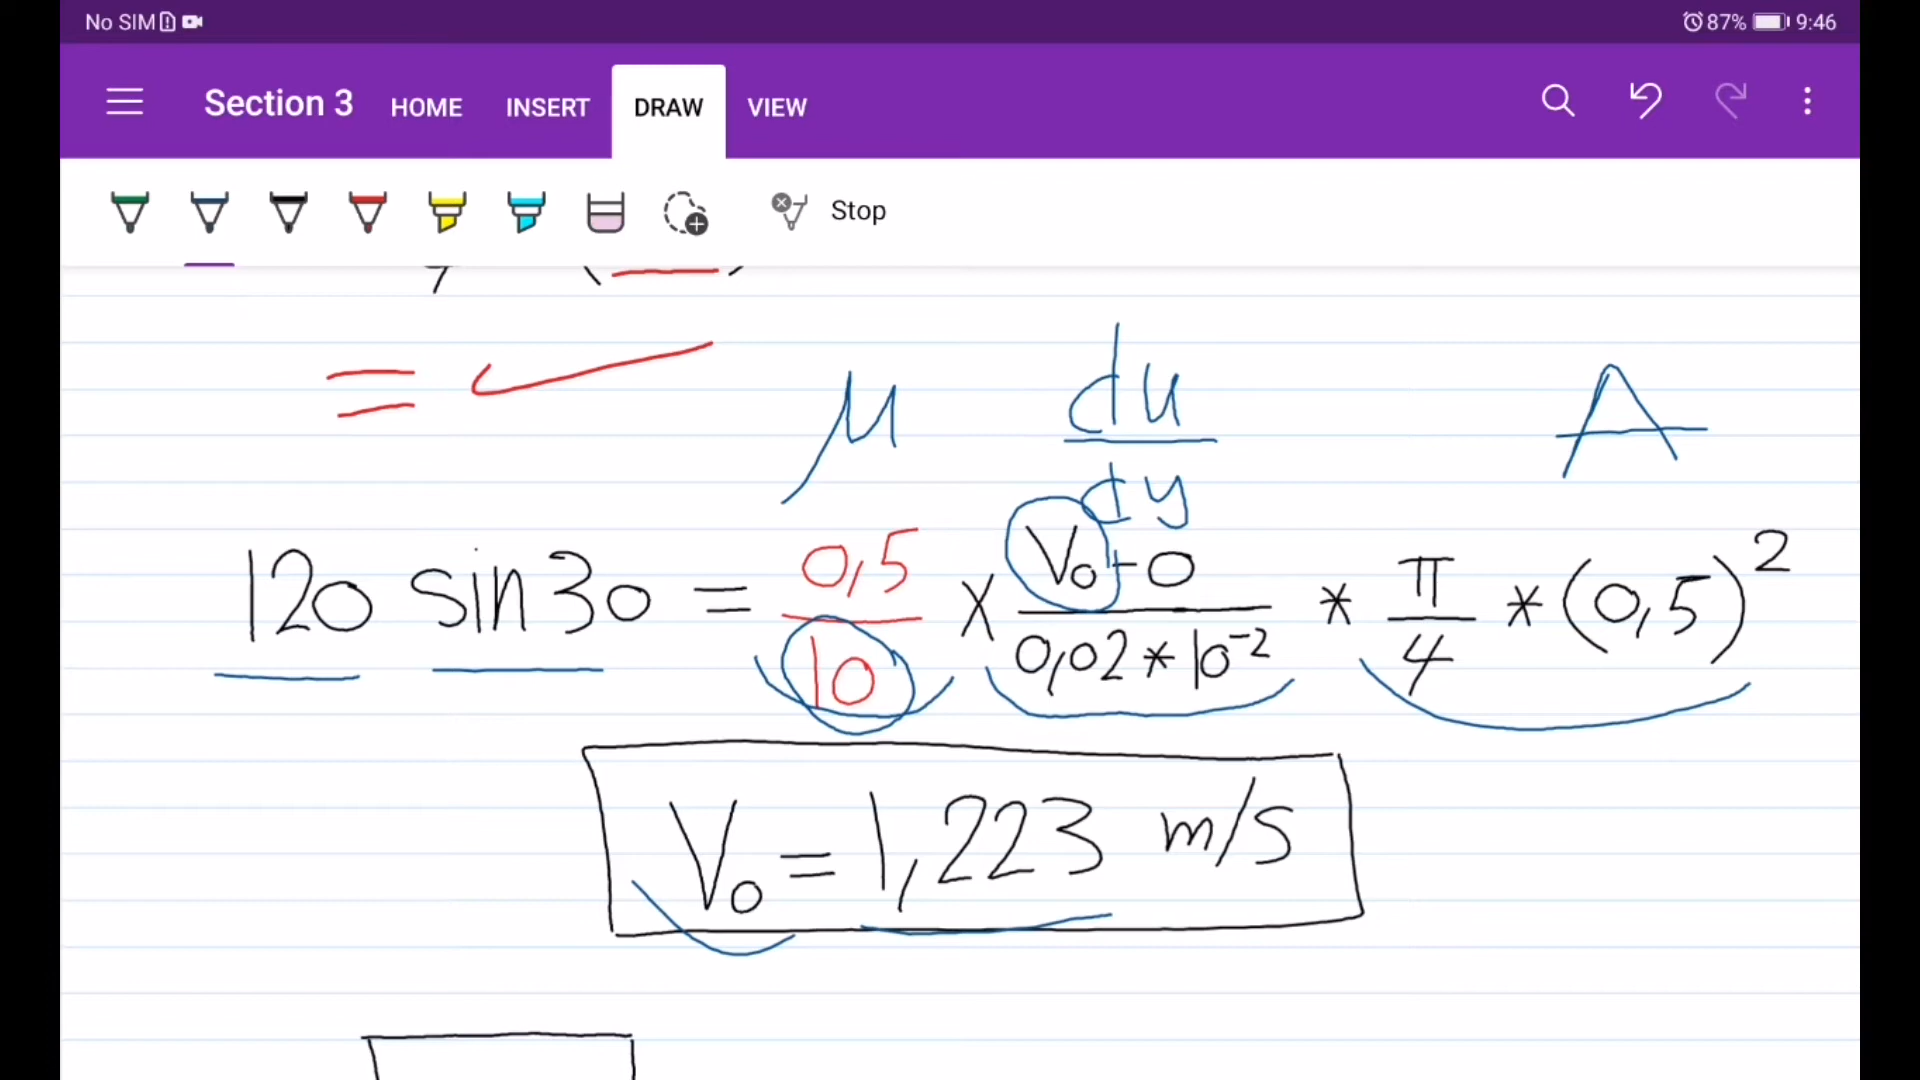 No SIM 87% 9:46
Section 3 HOME INSERT DRAW VIEW
Stop
=
μ du/dy A
120 sin30 = 0,5/10 x V₀-0/0,02*10⁻² * π/4 * (0,5)²
V₀ = 1,223 m/s